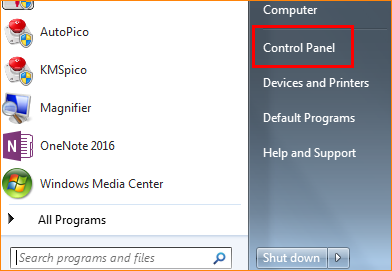 AutoPico
KMSpico
Magnifier
OneNote 2016
Windows Media Center
All Programs
Search programs and files
Computer
Control Panel
Devices and Printers
Default Programs
Help and Support
Shut down